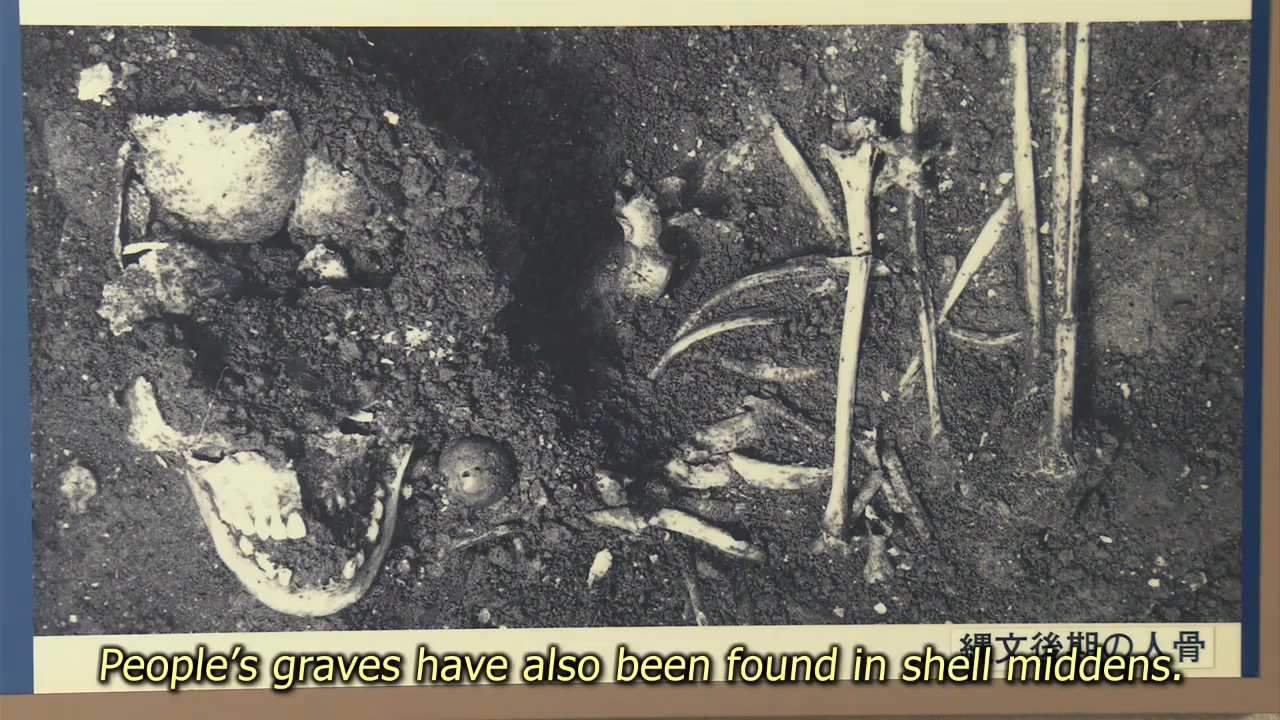 縄文後期の人骨
People's graves have also been found in shell middens.